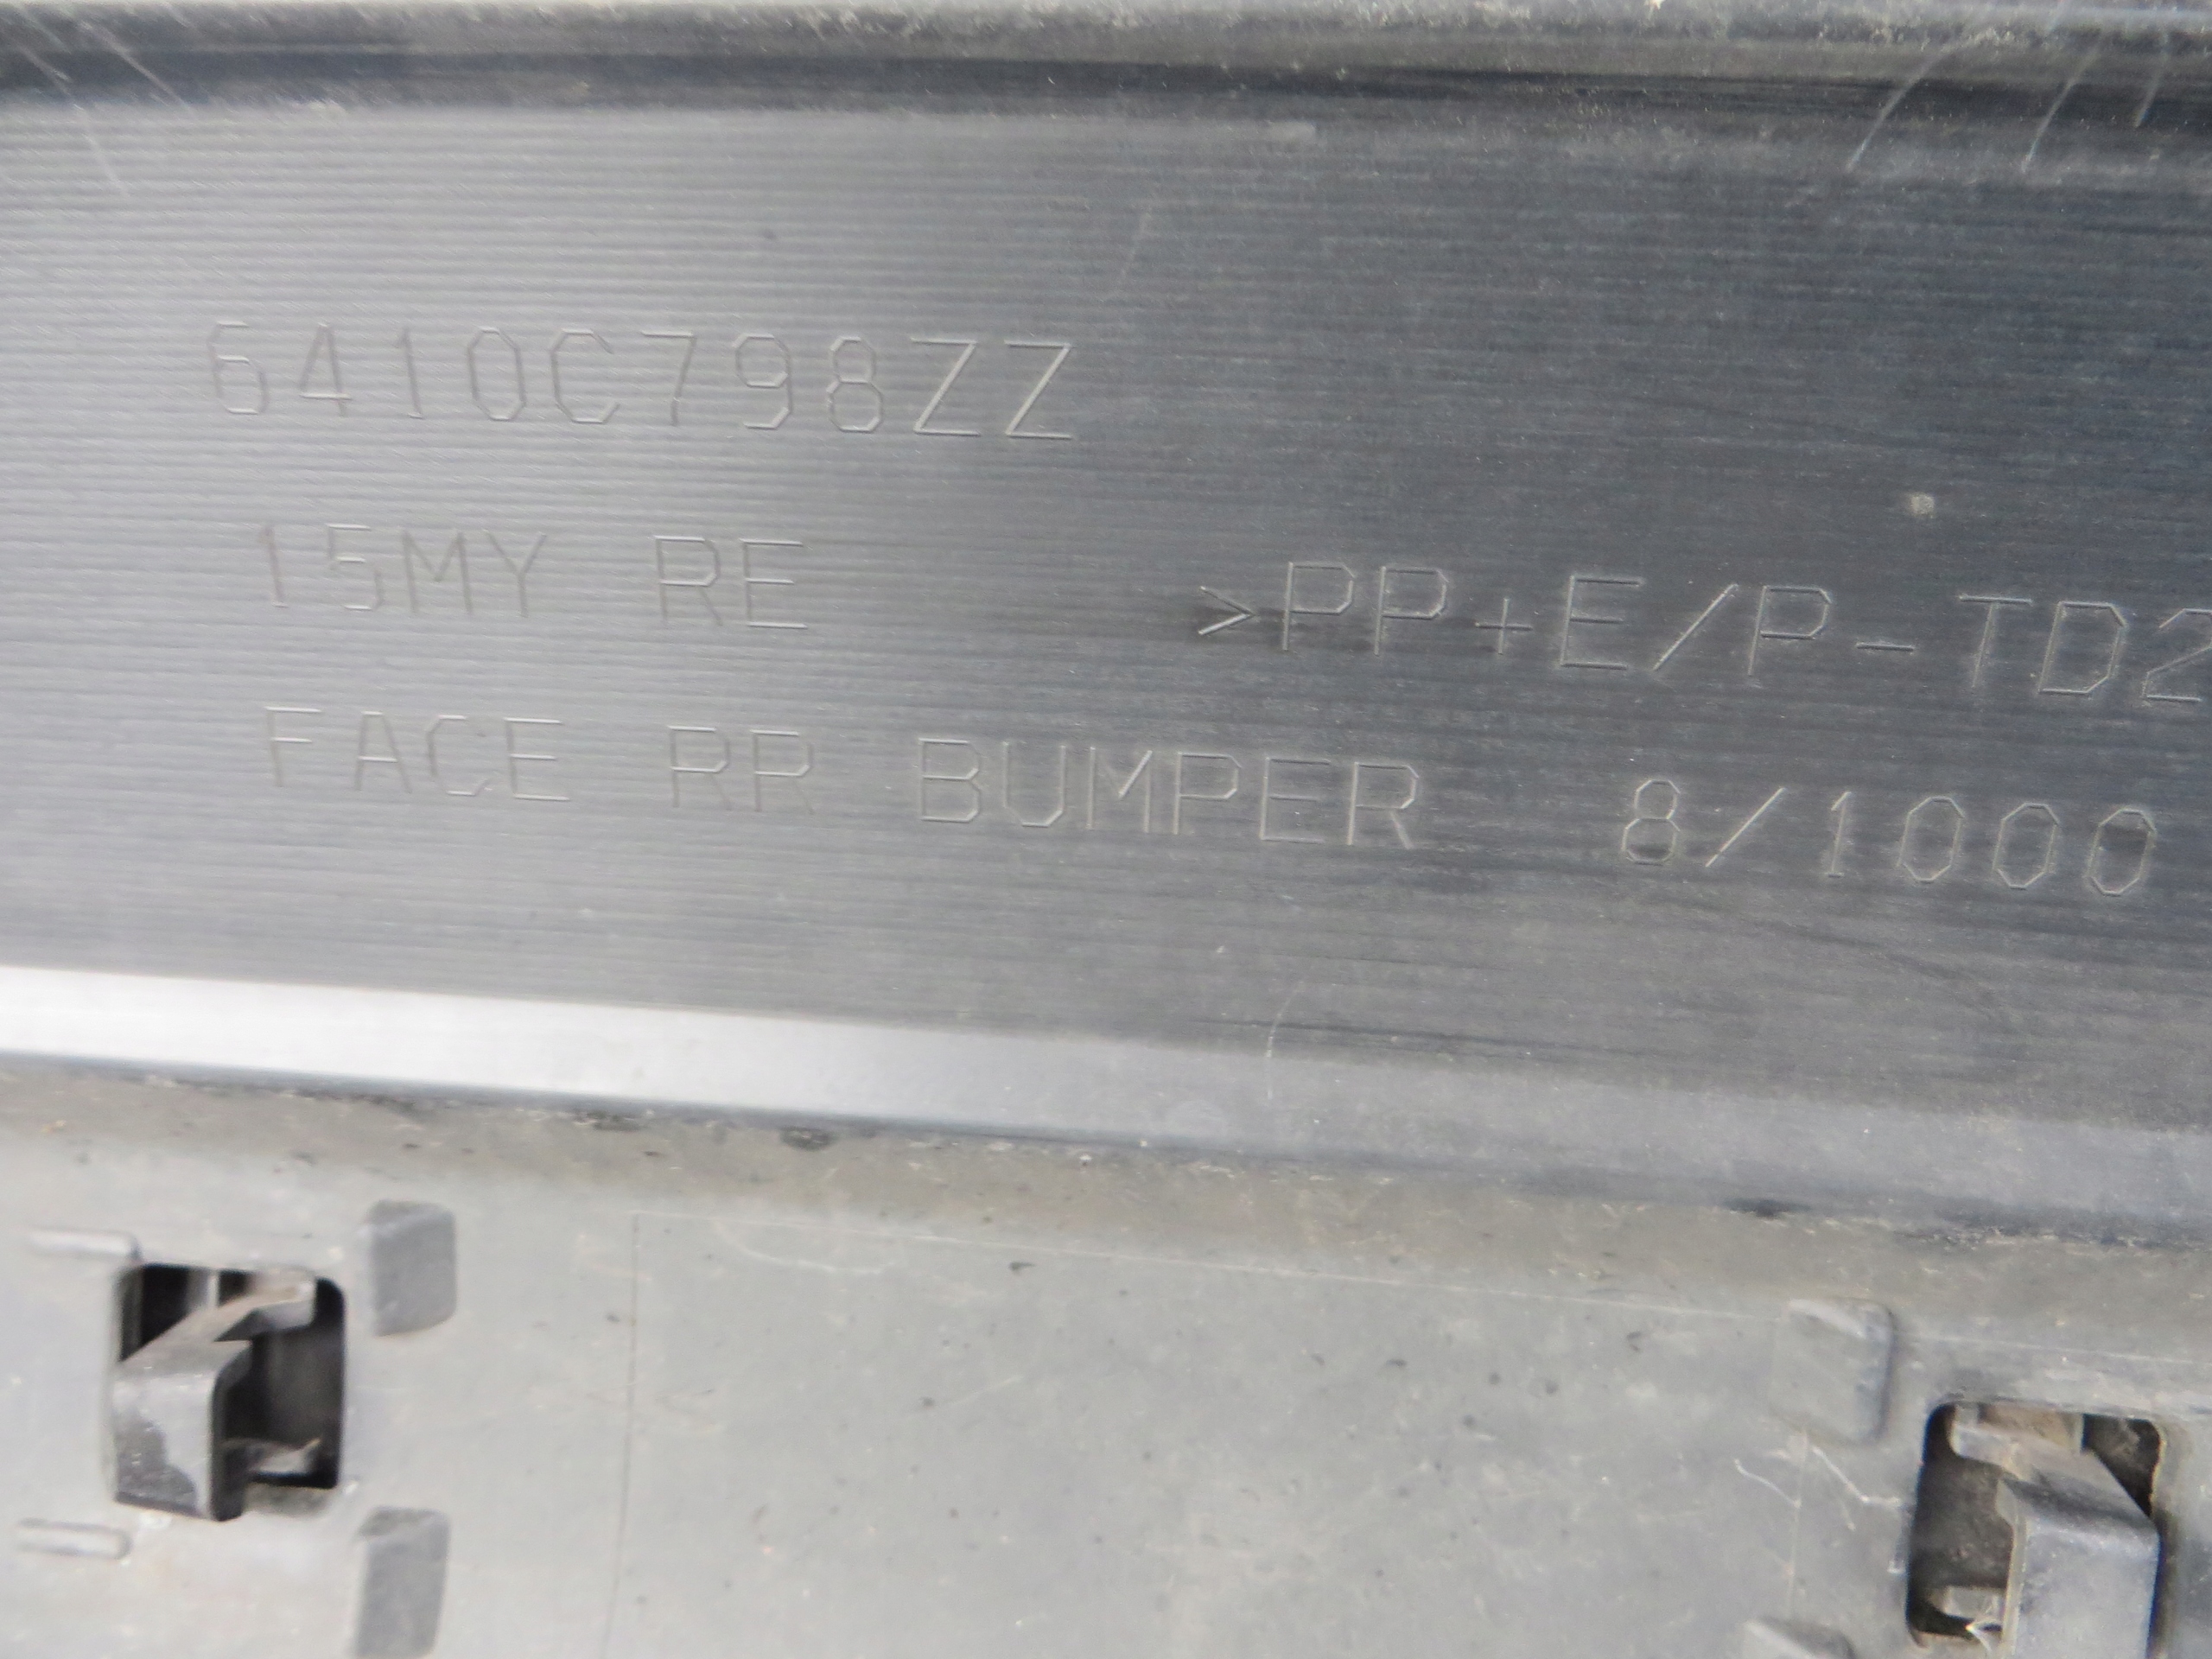 6410C798ZZ
15MY RE >PP+E/P-TD2
FACE RR BUMPER 8/1000